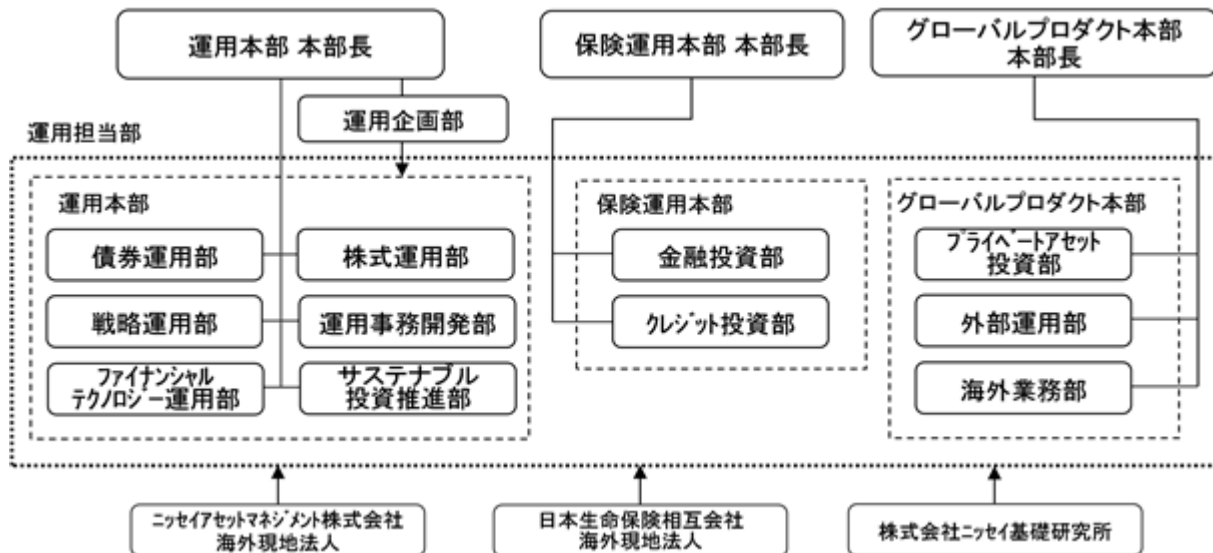 運用本部 本部長
保険運用本部 本部長
グローバルプロダクト本部
本部長
運用企画部
運用担当部
運用本部
債券運用部
株式運用部
戦略運用部
運用事務開発部
ファイナンシャル
テクノロジー運用部
サステナブル
投資推進部
保険運用本部
金融投資部
クレジット投資部
グローバルプロダクト本部
プライベートアセット
投資部
外部運用部
海外業務部
ニッセイアセットマネジメント株式会社
海外現地法人
日本生命保険相互会社
海外現地法人
株式会社ニッセイ基礎研究所